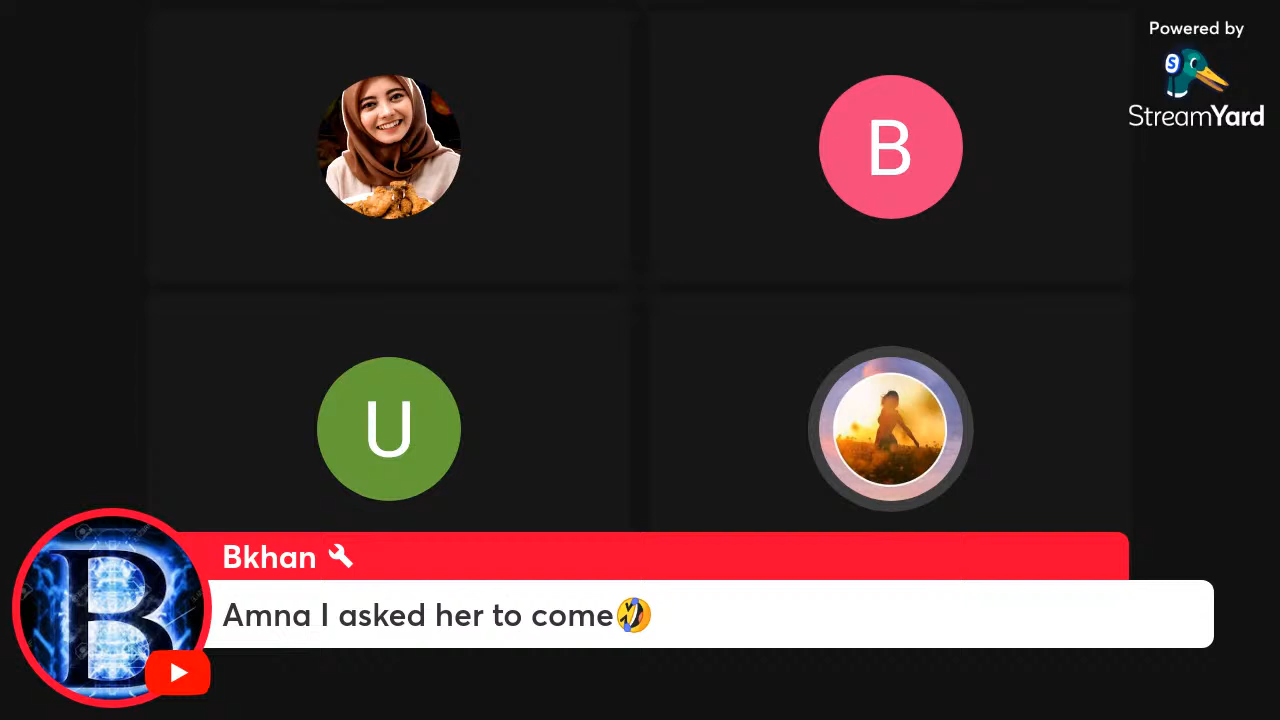 Powered by
S
StreamYard
B
U
B
Bkhan
Amna I asked her to come🤣